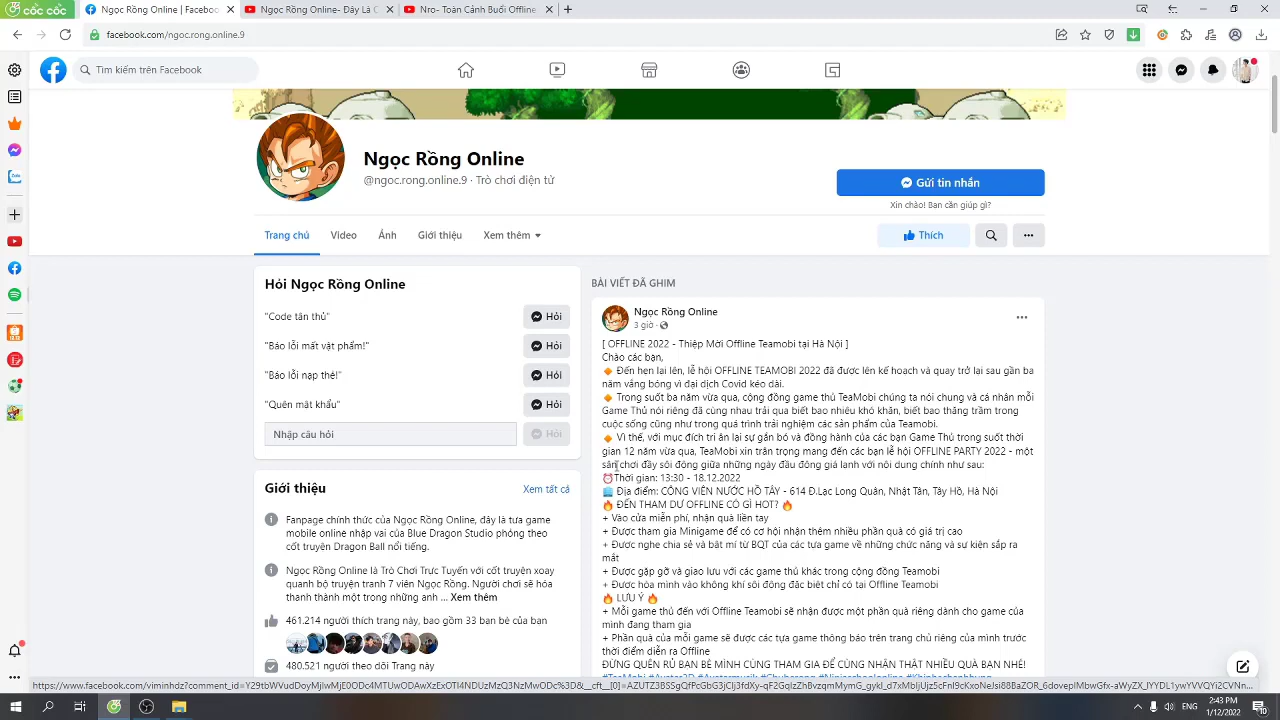 cốc cốc
Ngọc Rồng Online | Faceboc
Ngọc Rồng Online- Đây Là C
Nro- Toàn Cảnh Buổi Offline
facebook.com/ngoc.rong.online.9
Tìm kiếm trên Facebook
Ngọc Rồng Online
@ngoc.rong.online.9 · Trò chơi điện tử
Gửi tin nhắn
Xin chào! Bạn cần giúp gì?
Trang chủ
Video
Ảnh
Giới thiệu
Xem thêm
Thích
Hỏi Ngọc Rồng Online
"Code tân thủ"
Hỏi
"Báo lỗi mất vật phẩm!"
Hỏi
"Báo lỗi nạp thẻ!"
Hỏi
"Quên mật khẩu"
Hỏi
Nhập câu hỏi
Hỏi
Giới thiệu
Xem tất cả
Fanpage chính thức của Ngọc Rồng Online, đây là tựa game
mobile online nhập vai của Blue Dragon Studio phỏng theo
cốt truyện Dragon Ball nổi tiếng.
Ngọc Rồng Online là Trò Chơi Trực Tuyến với cốt truyện xoay
quanh bộ truyện tranh 7 viên Ngọc Rồng. Người chơi sẽ hóa
thành thành một trong những anh ... Xem thêm
461.214 người thích trang này, bao gồm 33 bạn bè của bạn
480.521 người theo dõi Trang này
BÀI VIẾT ĐÃ GHIM
Ngọc Rồng Online
3 giờ ·
[ OFFLINE 2022 - Thiệp Mời Offline Teamobi tại Hà Nội ]
Chào các bạn,
🔸 Đến hẹn lại lên, lễ hội OFFLINE TEAMOBI 2022 đã được lên kế hoạch và quay trở lại sau gần ba
năm vắng bóng vì đại dịch Covid kéo dài.
🔸 Trong suốt ba năm vừa qua, cộng đồng game thủ TeaMobi chúng ta nói chung và cá nhân mỗi
Game Thủ nói riêng đã cùng nhau trải qua biết bao nhiêu khó khăn, biết bao thăng trầm trong
cuộc sống cũng như trong quá trình trải nghiệm các sản phẩm của Teamobi.
🔸 Vì thế, với mục đích tri ân lại sự gắn bó và đồng hành của các bạn Game Thủ trong suốt thời
gian 12 năm vừa qua, TeaMobi xin trân trọng mang đến các bạn lễ hội OFFLINE PARTY 2022 - một
sân chơi đầy sôi động giữa những ngày đầu đông giá lạnh với nội dung chính như sau:
⏰Thời gian: 13:30 - 18.12.2022
Địa điểm: CÔNG VIÊN NƯỚC HỒ TÂY - 614 Đ.Lạc Long Quân, Nhật Tân, Tây Hồ, Hà Nội
🔥 ĐẾN THAM DỰ OFFLINE CÓ GÌ HOT? 🔥
+ Vào cửa miễn phí, nhận quà liền tay
+ Được tham gia Minigame để có cơ hội nhận thêm nhiều phần quà có giá trị cao
+ Được nghe chia sẻ và bật mí từ BQT của các tựa game về những chức năng và sự kiện sắp ra
mắt
+ Được gặp gỡ và giao lưu với các game thủ khác trong cộng đồng Teamobi
+ Được hòa mình vào không khí sôi động đặc biệt chỉ có tại Offline Teamobi
🔥 LƯU Ý 🔥
+ Mỗi game thủ đến với Offline Teamobi sẽ nhận được một phần quà riêng dành cho game của
mình đang tham gia
+ Phần quà của mỗi game sẽ được các tựa game thông báo trên trang chủ riêng của mình trước
thời điểm diễn ra Offline
ĐỪNG QUÊN RỦ BẠN BÈ MÌNH CÙNG THAM GIA ĐỂ CÙNG NHẬN THẬT NHIỀU QUÀ BẠN NHÉ!
ENG
2:43 PM
1/12/2022